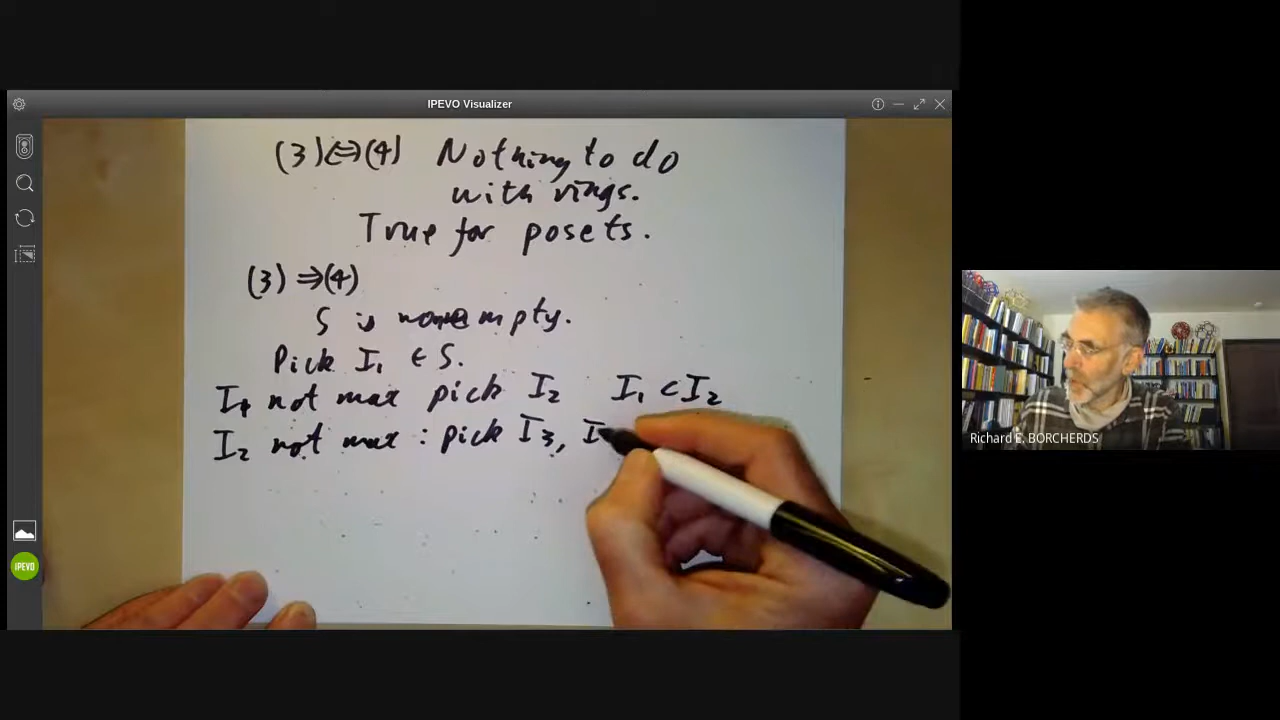 IPEVO Visualizer
(3)⇔(4) Nothing to do
with rings.
True for posets.
(3) ⇒(4)
S is nonempty.
Pick I₁ ∈ S.
I₁ not max pick I₂ I₁ ⊂ I₂
I₂ not max : pick I₃, I
Richard E. BORCHERDS
iPEVO